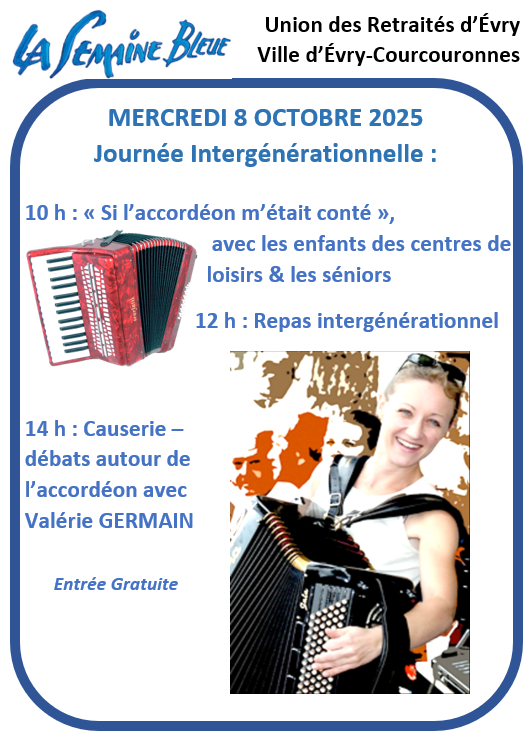 LA SEMAINE BLEUE
Union des Retraités d'Évry
Ville d'Évry-Courcouronnes
MERCREDI 8 OCTOBRE 2025
Journée Intergénérationnelle :
10 h : « Si l'accordéon m'était conté »,
avec les enfants des centres de
loisirs & les séniors
12 h : Repas intergénérationnel
14 h : Causerie –
débats autour de
l'accordéon avec
Valérie GERMAIN
Entrée Gratuite